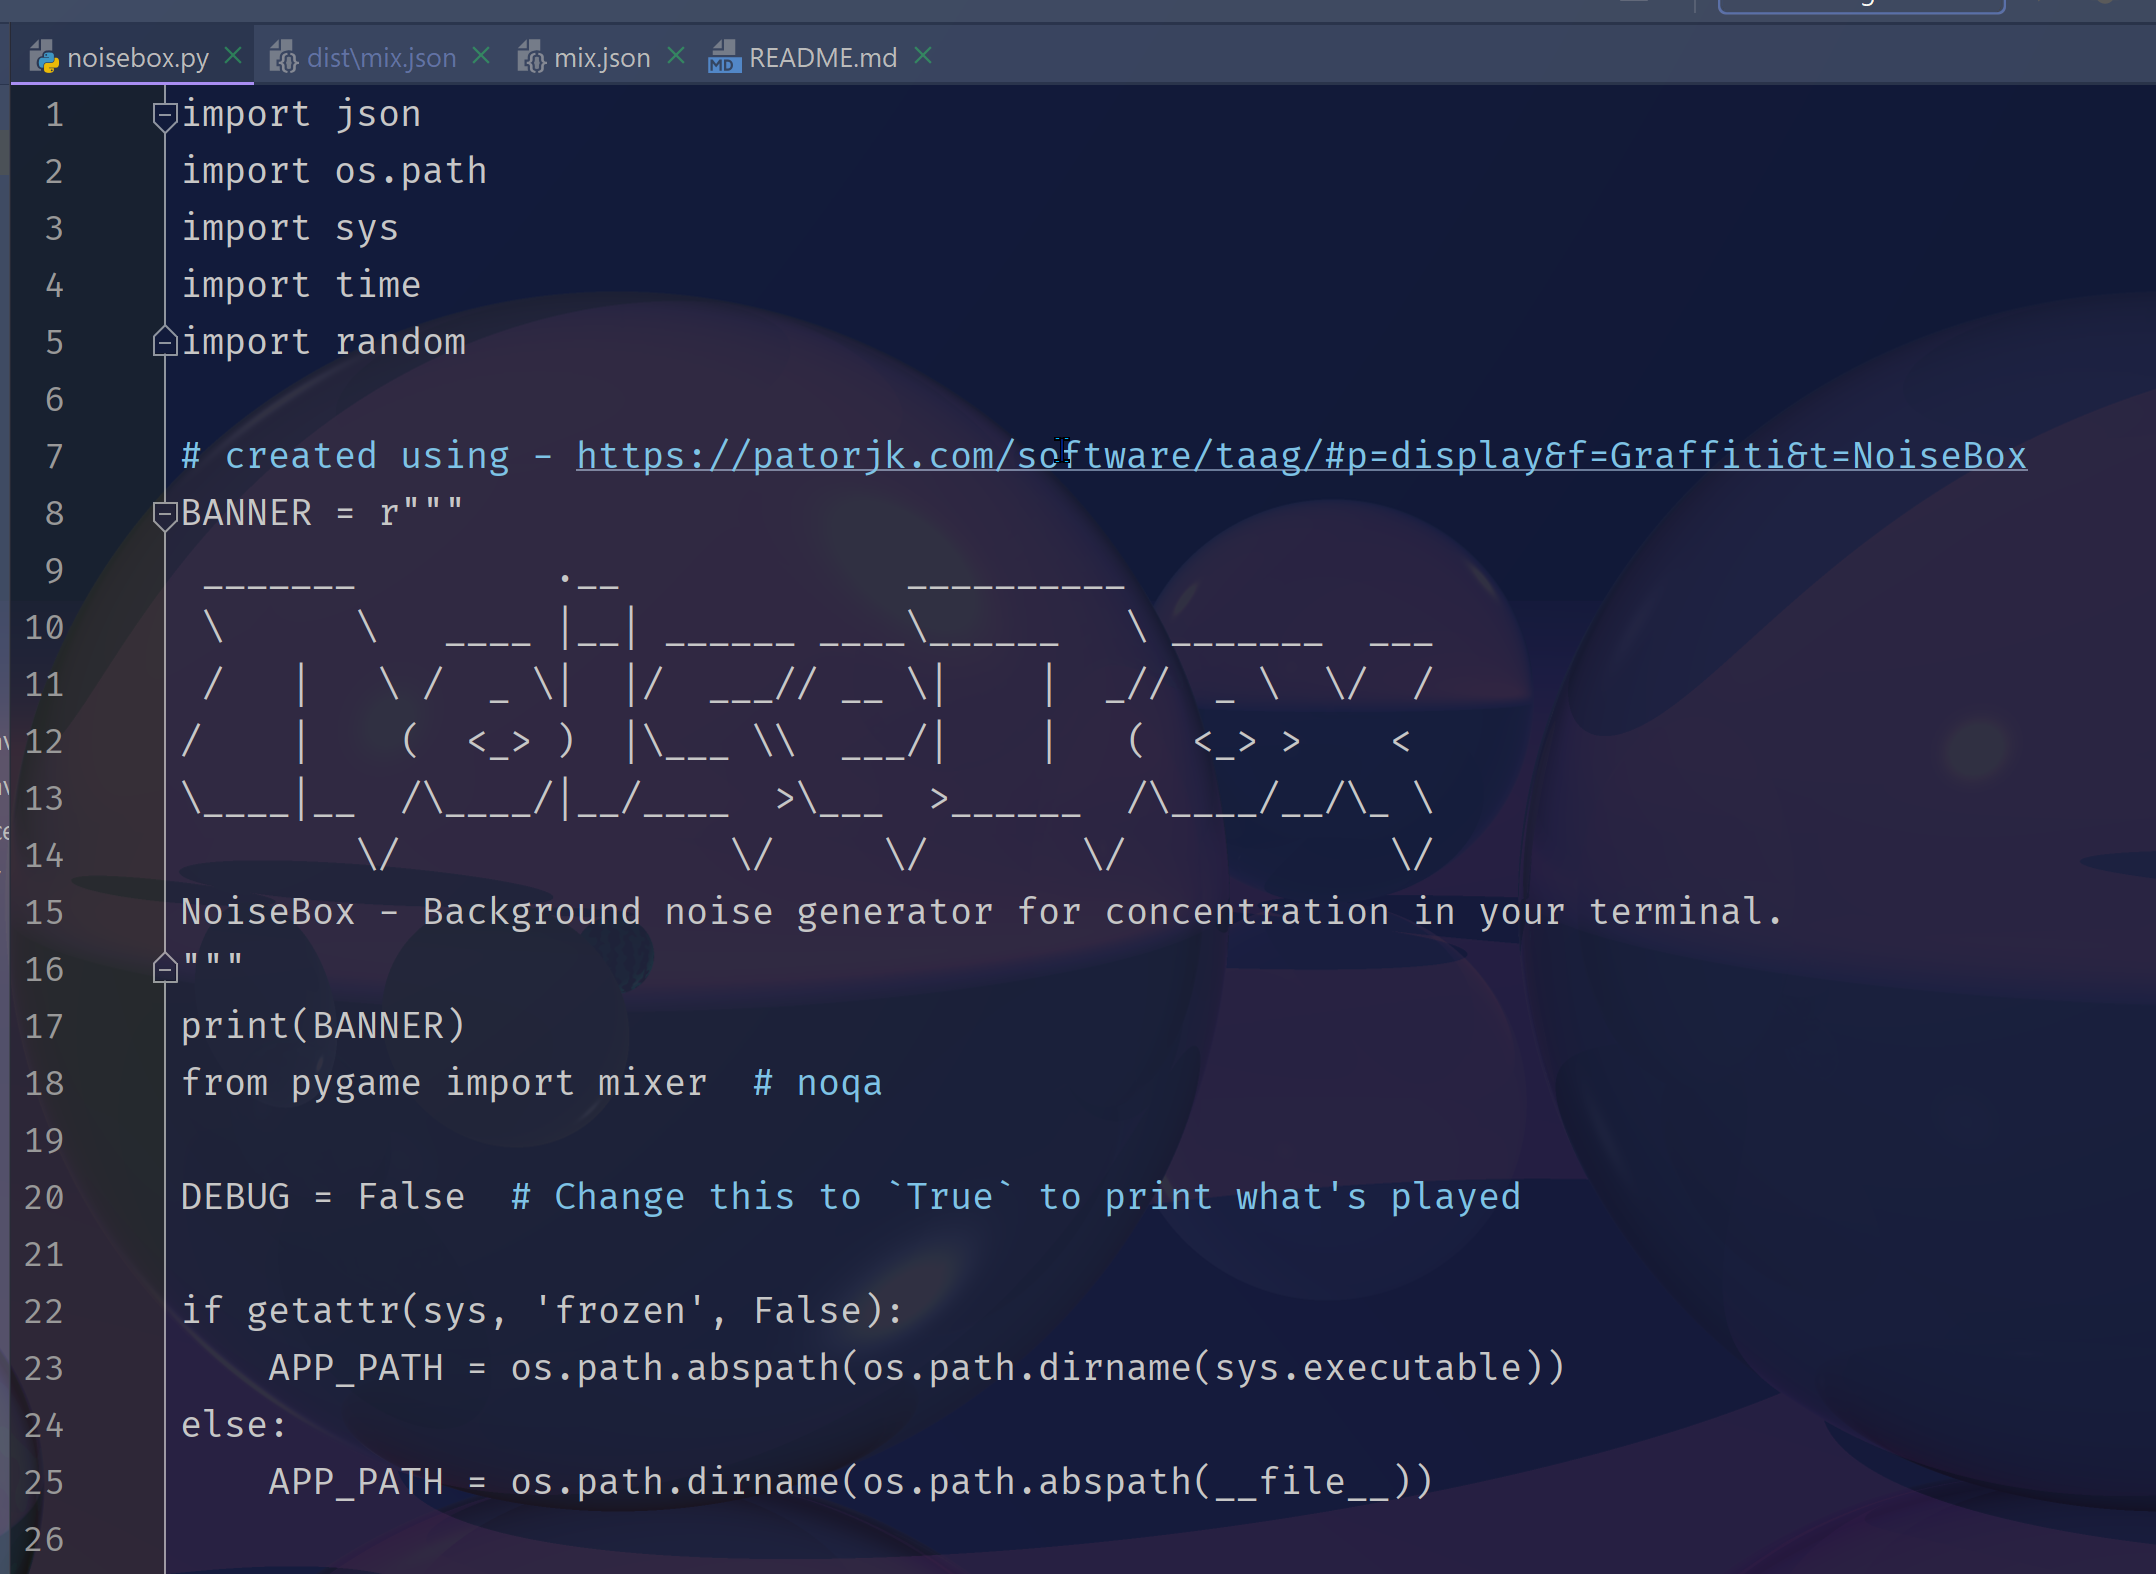 noisebox.py dist\mix.json mix.json README.md
1 import json
2 import os.path
3 import sys
4 import time
5 import random
6
7 # created using - https://patorjk.com/software/taag/#p=display&f=Graffiti&t=NoiseBox
8 BANNER = r"""
9  _______         .__             __________
10  \      \   ____ |__| ______ ____\______   \ _______  ___
11  /   |   \ /  _ \|  |/  ___// __ \|    |  _//  _ \  \/  /
12 /    |    (  <_> )  |\___ \\  ___/|    |   (  <_> >    <
13 \____|__  /\____/|__/____  >\___  >______  /\____/__/\_ \
14         \/               \/     \/       \/            \/
15 NoiseBox - Background noise generator for concentration in your terminal.
16 """
17 print(BANNER)
18 from pygame import mixer  # noqa
19
20 DEBUG = False  # Change this to `True` to print what's played
21
22 if getattr(sys, 'frozen', False):
23     APP_PATH = os.path.abspath(os.path.dirname(sys.executable))
24 else:
25     APP_PATH = os.path.dirname(os.path.abspath(__file__))
26